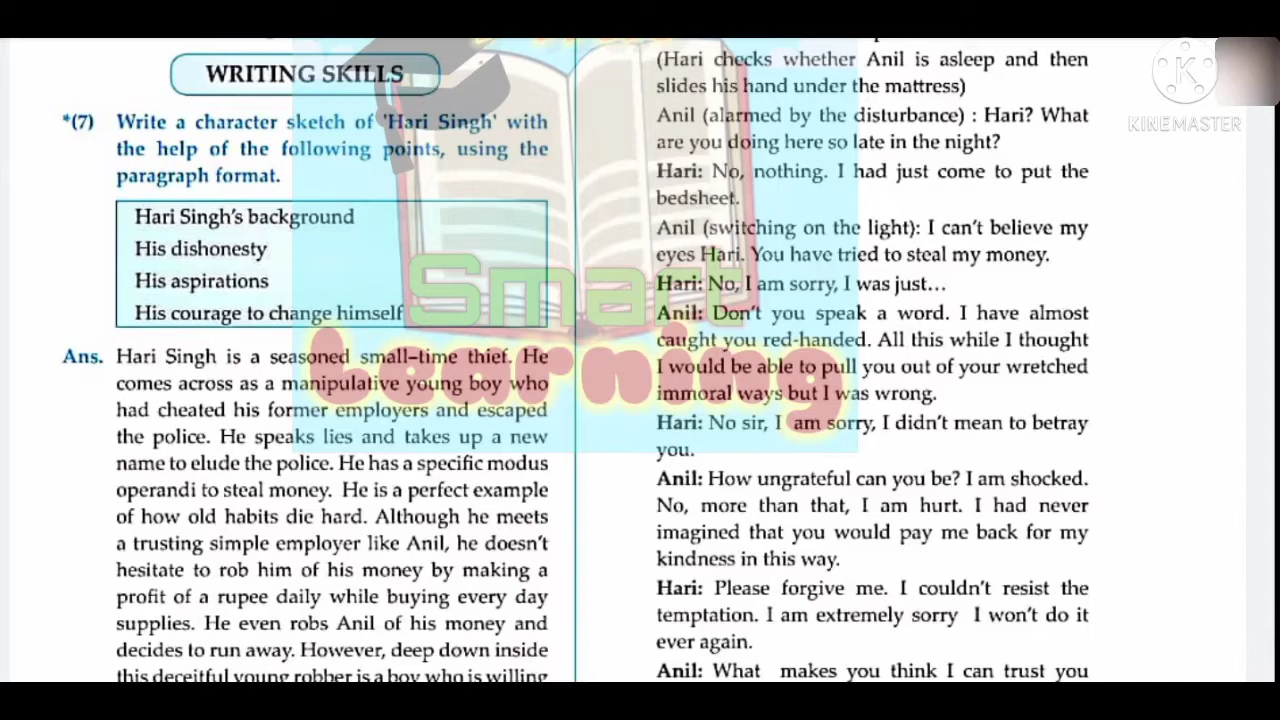 WRITING SKILLS
*(7) Write a character sketch of 'Hari Singh' with
the help of the following points, using the
paragraph format.
Hari Singh's background
His dishonesty
His aspirations
His courage to change himself
Ans. Hari Singh is a seasoned small-time thief. He
comes across as a manipulative young boy who
had cheated his former employers and escaped
the police. He speaks lies and takes up a new
name to elude the police. He has a specific modus
operandi to steal money. He is a perfect example
of how old habits die hard. Although he meets
a trusting simple employer like Anil, he doesn't
hesitate to rob him of his money by making a
profit of a rupee daily while buying every day
supplies. He even robs Anil of his money and
decides to run away. However, deep down inside
this deceitful young robber is a boy who is willing
(Hari checks whether Anil is asleep and then
slides his hand under the mattress)
Anil (alarmed by the disturbance) : Hari? What
are you doing here so late in the night?
Hari: No, nothing. I had just come to put the
bedsheet.
Anil (switching on the light): I can't believe my
eyes Hari. You have tried to steal my money.
Hari: No, I am sorry, I was just...
Anil: Don't you speak a word. I have almost
caught you red-handed. All this while I thought
I would be able to pull you out of your wretched
immoral ways but I was wrong.
Hari: No sir, I am sorry, I didn't mean to betray
you.
Anil: How ungrateful can you be? I am shocked.
No, more than that, I am hurt. I had never
imagined that you would pay me back for my
kindness in this way.
Hari: Please forgive me. I couldn't resist the
temptation. I am extremely sorry I won't do it
ever again.
Anil: What makes you think I can trust you
Smart
Learning
K
KINEMASTER